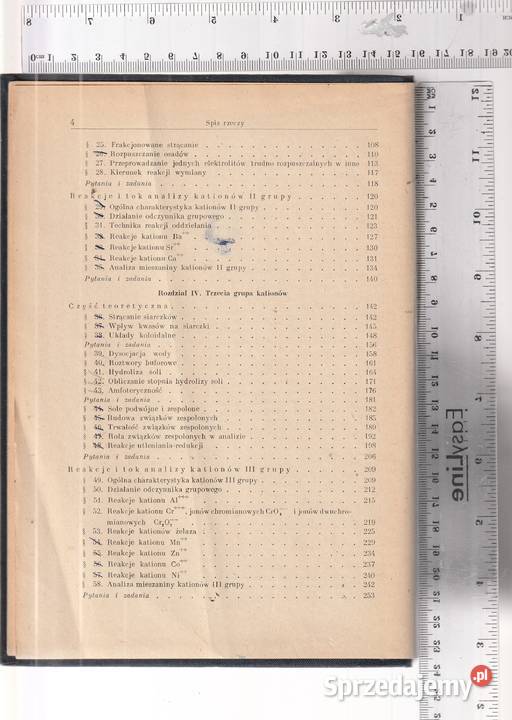 4
Spis rzeczy
§ 25. Frakcjonowane strącanie 108
§ 26. Rozpuszczanie osadów 110
§ 27. Przeprowadzanie jednych elektrolitów trudno rozpuszczalnych w inne 113
§ 28. Kierunek reakcji wymiany 117
Pytania i zadania 118
Reakcje i tok analizy kationów II grupy 120
§ 29. Ogólna charakterystyka kationów II grupy 120
§ 30. Działanie odczynnika grupowego 121
§ 31. Technika reakcji oddzielania 123
§ 32. Reakcje kationu Ba++ 127
§ 33. Reakcje kationu Sr++ 130
§ 34. Reakcje kationu Ca++ 131
§ 35. Analiza mieszaniny kationów II grupy 134
Pytania i zadania 140
Rozdział IV. Trzecia grupa kationów
Część teoretyczna 142
§ 36. Strącanie siarczków 142
§ 37. Wpływ kwasów na siarczki 145
§ 38. Układy koloidalne 148
Pytania i zadania 156
§ 39. Dysocjacja wody 158
§ 40. Roztwory buforowe 161
§ 41. Hydroliza soli 164
§ 42. Obliczanie stopnia hydrolizy soli 171
§ 43. Amfoteryczność 176
Pytania i zadania 181
§ 44. Sole podwójne i zespolone 182
§ 45. Budowa związków zespolonych 185
§ 46. Trwałość związków zespolonych 189
§ 47. Rola związków zespolonych w analizie 192
§ 48. Reakcje utleniania-redukcji 198
Pytania i zadania 206
Reakcje i tok analizy kationów III grupy 209
§ 49. Ogólna charakterystyka kationów III grupy 209
§ 50. Działanie odczynnika grupowego 212
§ 51. Reakcje kationu Al+++ 215
§ 52. Reakcje kationu Cr+++, jonów chromianowych CrO₄⁻⁻ i jonów dwuchro-
mianowych Cr₂O₇⁻⁻ 219
§ 53. Reakcje kationów żelaza 225
§ 54. Reakcje kationu Mn++ 229
§ 55. Reakcje kationu Zn++ 234
§ 56. Reakcje kationu Co++ 237
§ 57. Reakcje kationu Ni++ 240
§ 58. Analiza mieszaniny kationów III grupy 242
Pytania i zadania 253
EasyLine
Sprzedajemy.pl